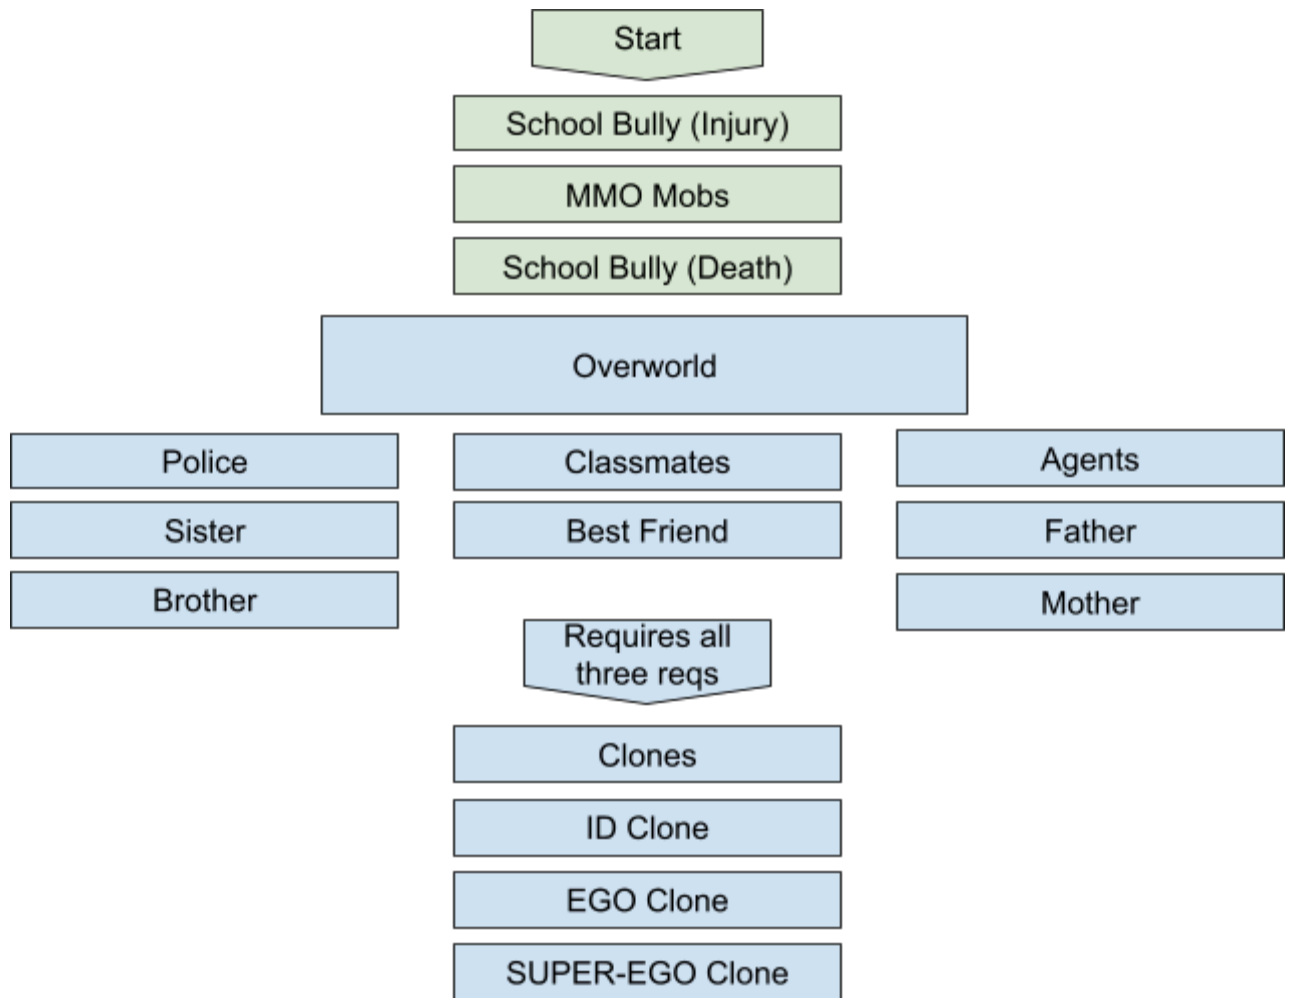 Start
School Bully (Injury)
MMO Mobs
School Bully (Death)
Overworld
Police
Classmates
Agents
Sister
Best Friend
Father
Brother
Mother
Requires all
three reqs
Clones
ID Clone
EGO Clone
SUPER-EGO Clone